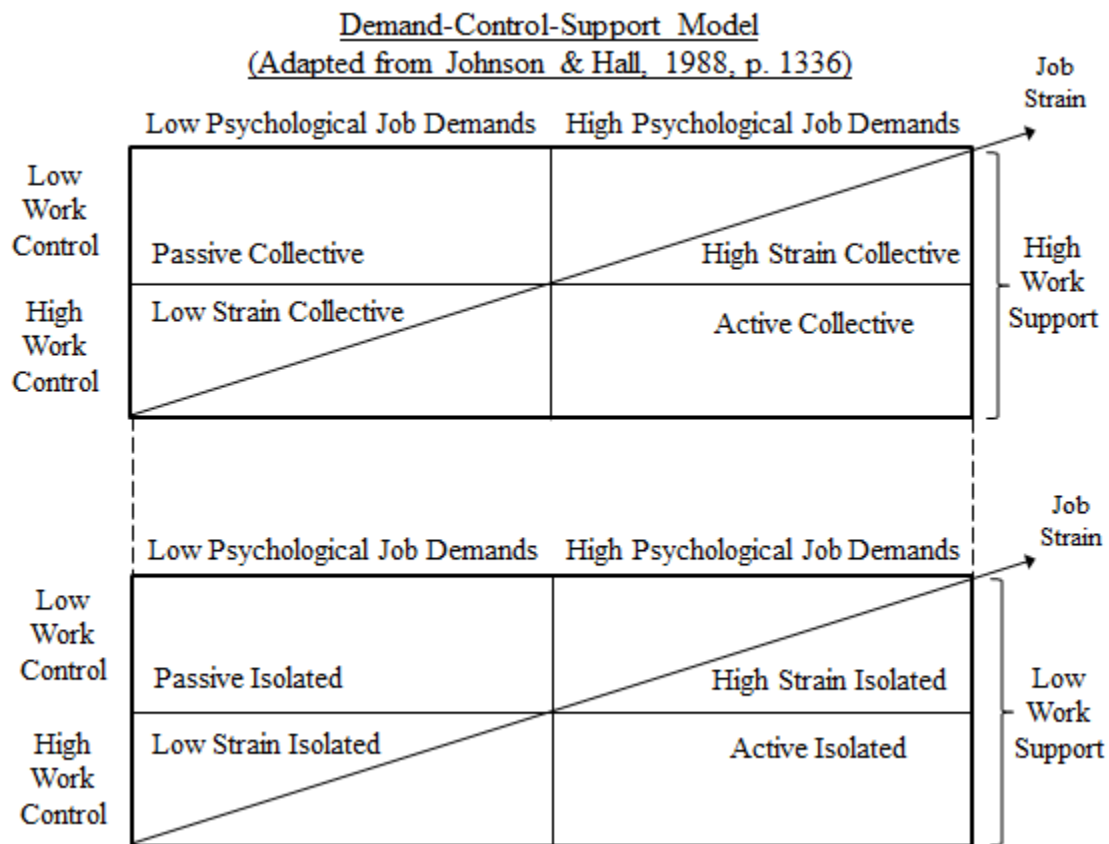 Demand-Control-Support Model
(Adapted from Johnson & Hall, 1988, p. 1336)
Job
Strain
Low Psychological Job Demands
High Psychological Job Demands
Low
Work
Control
Passive Collective
High Strain Collective
High
Work
Support
High
Work
Control
Low Strain Collective
Active Collective
Job
Strain
Low Psychological Job Demands
High Psychological Job Demands
Low
Work
Control
Passive Isolated
High Strain Isolated
Low
Work
Support
High
Work
Control
Low Strain Isolated
Active Isolated